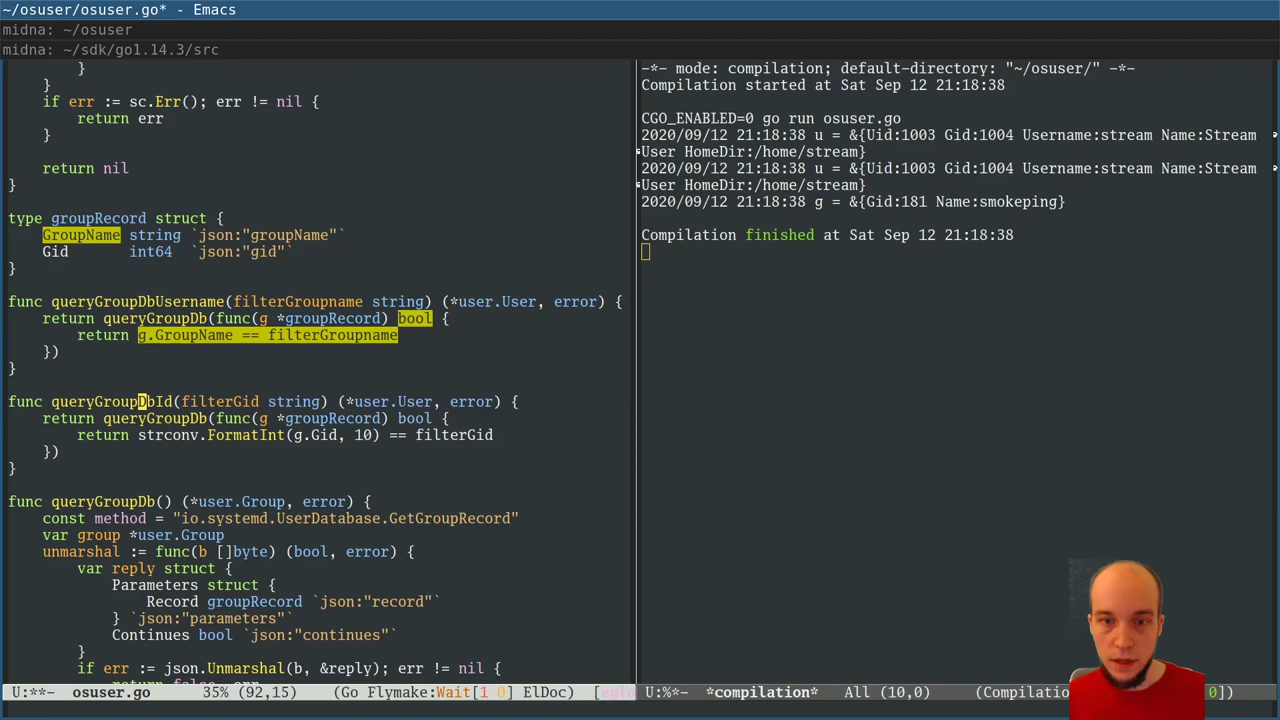 ~/osuser/osuser.go* - Emacs
midna: ~/osuser
midna: ~/sdk/go1.14.3/src
        }
    }
    if err := sc.Err(); err != nil {
        return err
    }
    return nil
}
type groupRecord struct {
    GroupName string `json:"groupName"`
    Gid       int64  `json:"gid"`
}
func queryGroupDbUsername(filterGroupname string) (*user.User, error) {
    return queryGroupDb(func(g *groupRecord) bool {
        return g.GroupName == filterGroupname
    })
}
func queryGroupDbId(filterGid string) (*user.User, error) {
    return queryGroupDb(func(g *groupRecord) bool {
        return strconv.FormatInt(g.Gid, 10) == filterGid
    })
}
func queryGroupDb() (*user.Group, error) {
    const method = "io.systemd.UserDatabase.GetGroupRecord"
    var group *user.Group
    unmarshal := func(b []byte) (bool, error) {
        var reply struct {
            Parameters struct {
                Record groupRecord `json:"record"`
            } `json:"parameters"`
            Continues bool `json:"continues"`
        }
        if err := json.Unmarshal(b, &reply); err != nil {
U:**-  osuser.go      35% (92,15)     (Go Flymake:Wait[1 0] ElDoc)  [eglo
-*- mode: compilation; default-directory: "~/osuser/" -*-
Compilation started at Sat Sep 12 21:18:38
CGO_ENABLED=0 go run osuser.go
2020/09/12 21:18:38 u = &{Uid:1003 Gid:1004 Username:stream Name:Stream
User HomeDir:/home/stream}
2020/09/12 21:18:38 u = &{Uid:1003 Gid:1004 Username:stream Name:Stream
User HomeDir:/home/stream}
2020/09/12 21:18:38 g = &{Gid:181 Name:smokeping}
Compilation finished at Sat Sep 12 21:18:38
U:%*-  *compilation*   All (10,0)     (Compilatio 0])